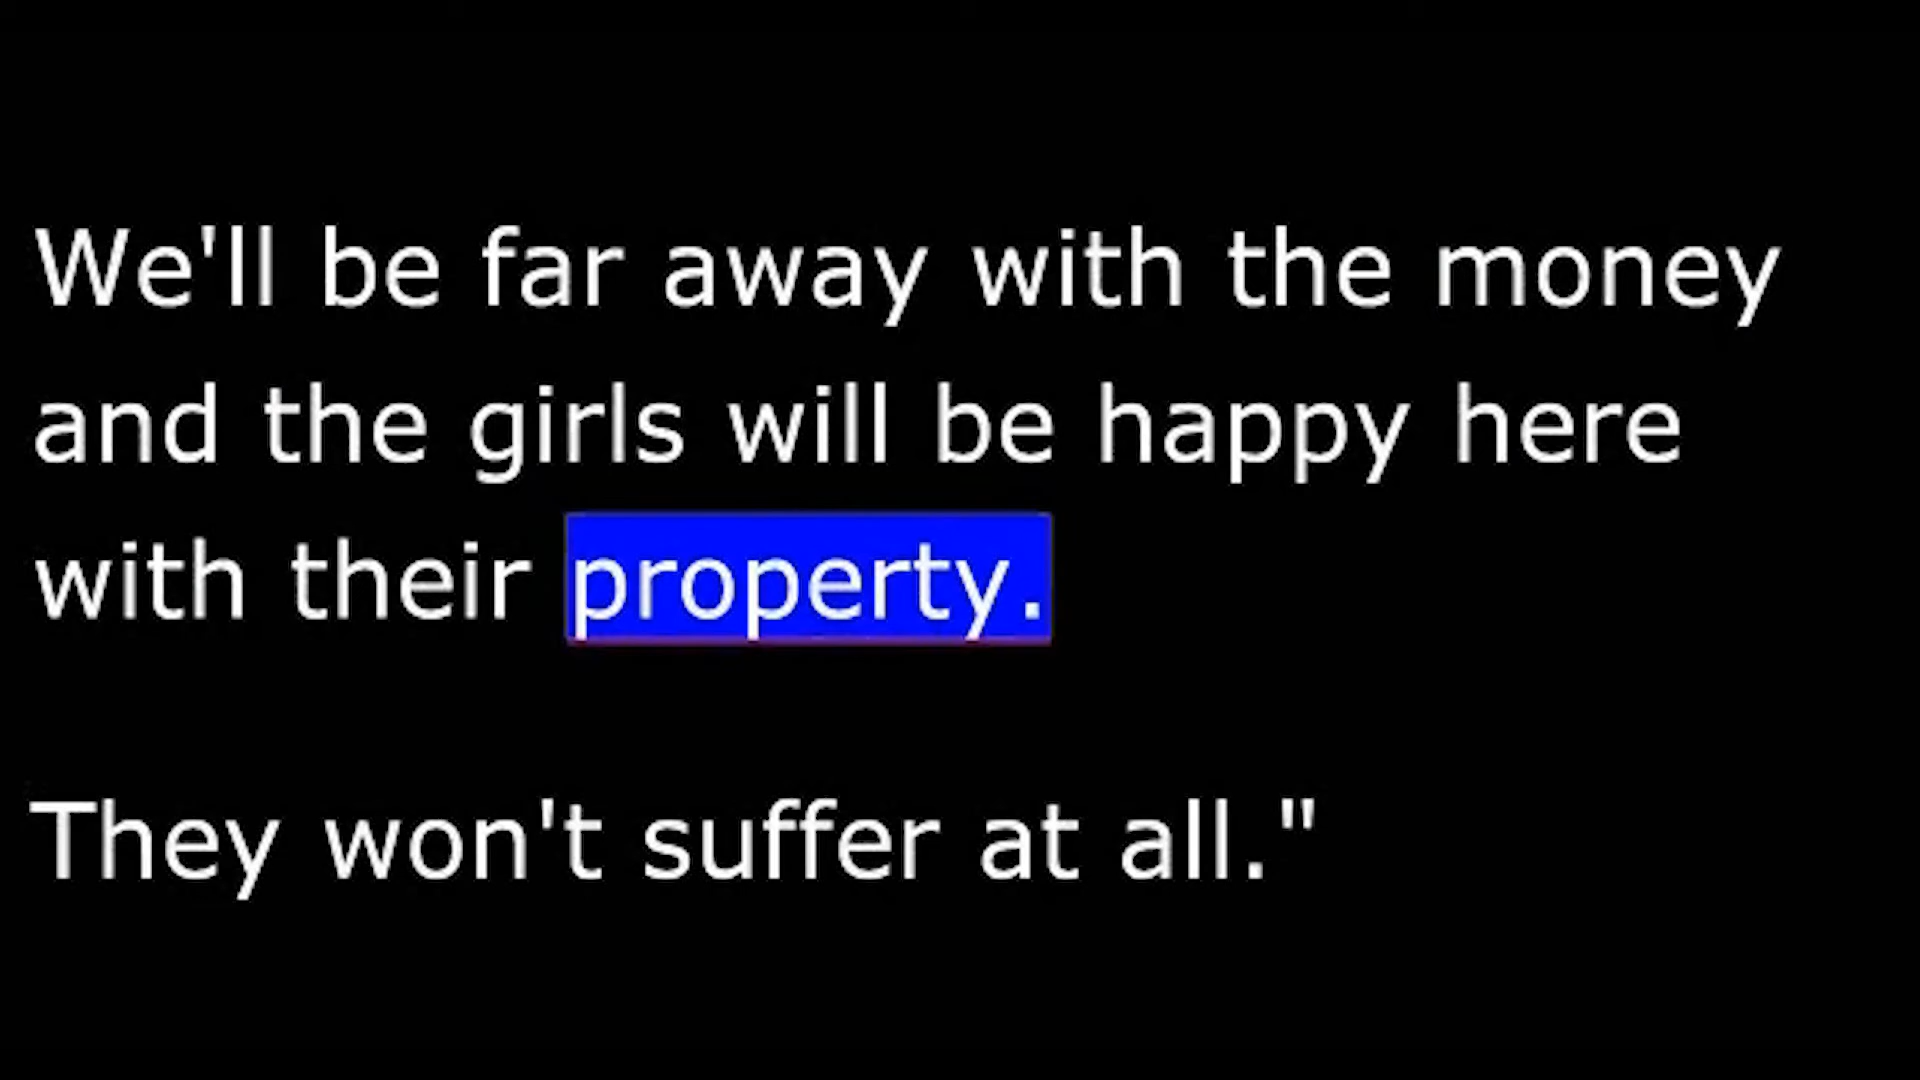 We'll be far away with the money
and the girls will be happy here
with their property.
They won't suffer at all."